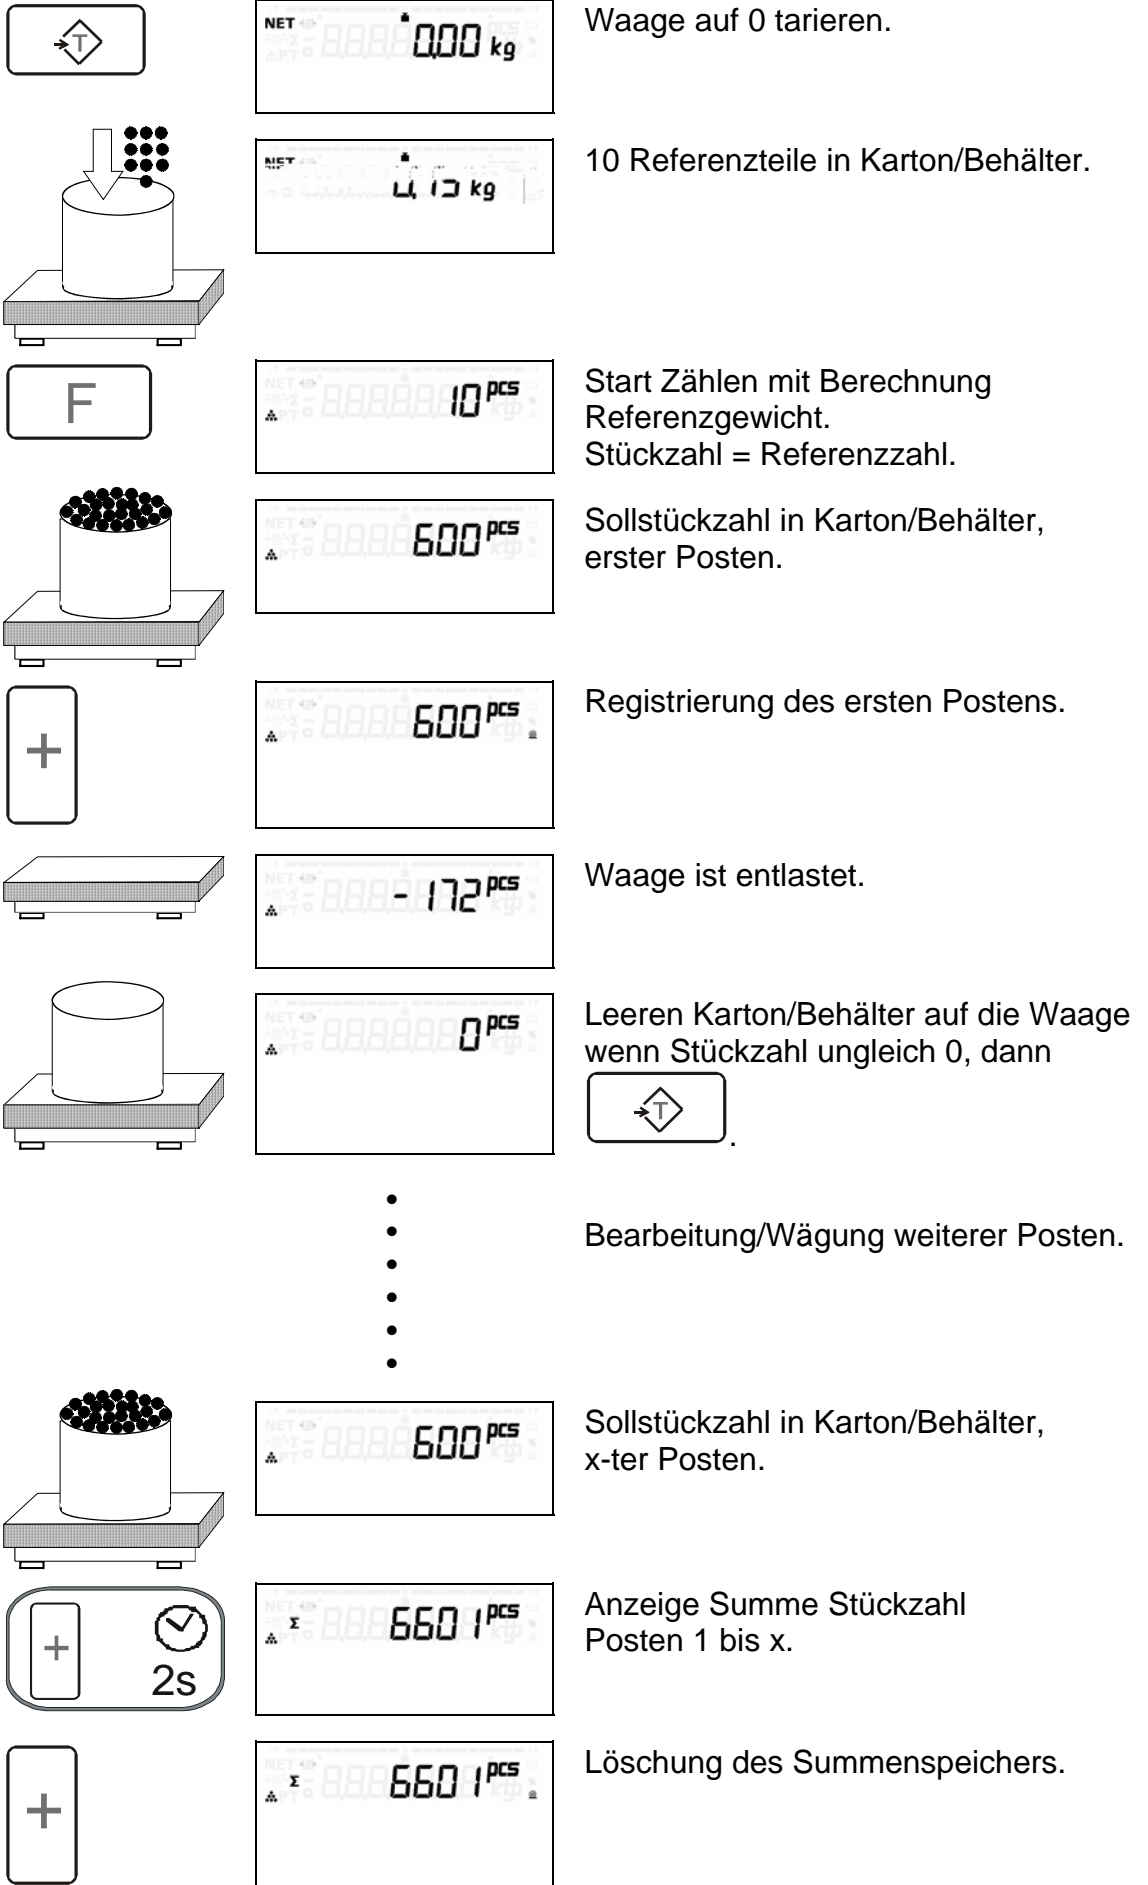 T
NET
0,00 kg
Waage auf 0 tarieren.
NET
kg
10 Referenzteile in Karton/Behälter.
F
10 pcs
Start Zählen mit Berechnung
Referenzgewicht.
Stückzahl = Referenzzahl.
600 pcs
Sollstückzahl in Karton/Behälter,
erster Posten.
+
600 pcs
Registrierung des ersten Postens.
-172 pcs
Waage ist entlastet.
0 pcs
Leeren Karton/Behälter auf die Waage
wenn Stückzahl ungleich 0, dann
T .
Bearbeitung/Wägung weiterer Posten.
600 pcs
Sollstückzahl in Karton/Behälter,
x-ter Posten.
+ 2s
Σ 6601 pcs
Anzeige Summe Stückzahl
Posten 1 bis x.
+
Σ 6601 pcs
Löschung des Summenspeichers.